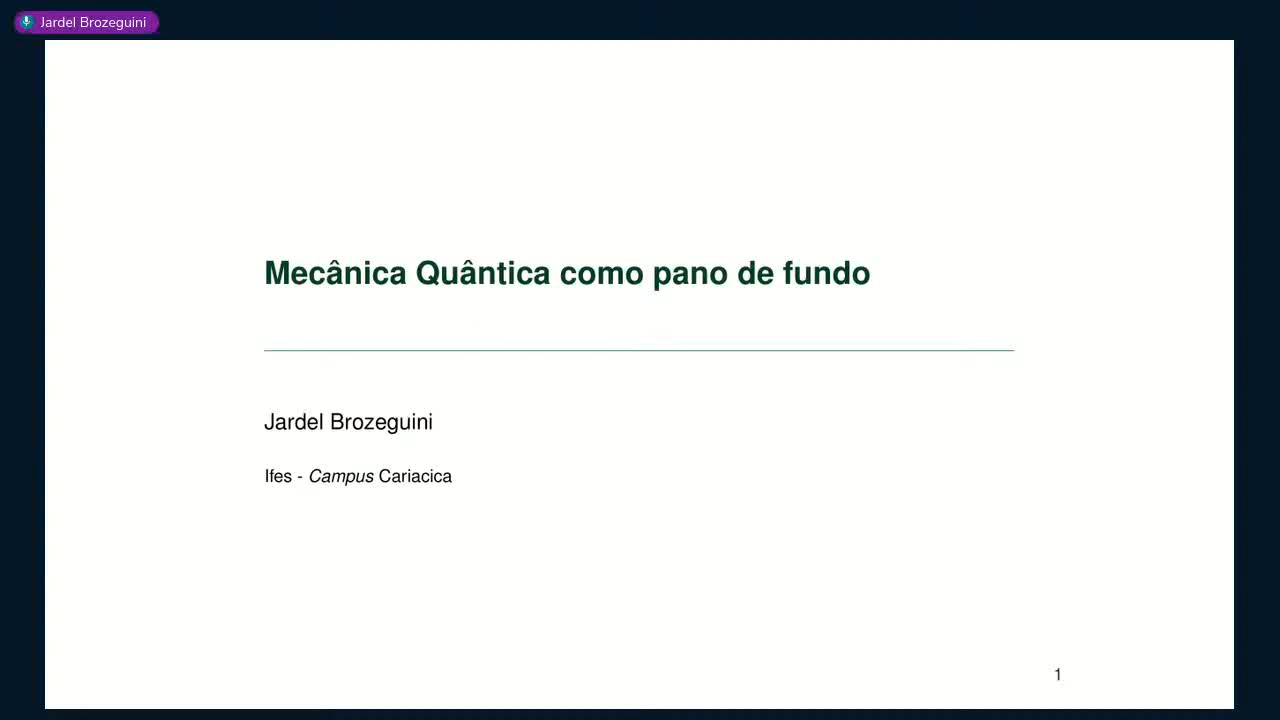 Jardel Brozeguini
Mecânica Quântica como pano de fundo
Jardel Brozeguini
Ifes - Campus Cariacica
1